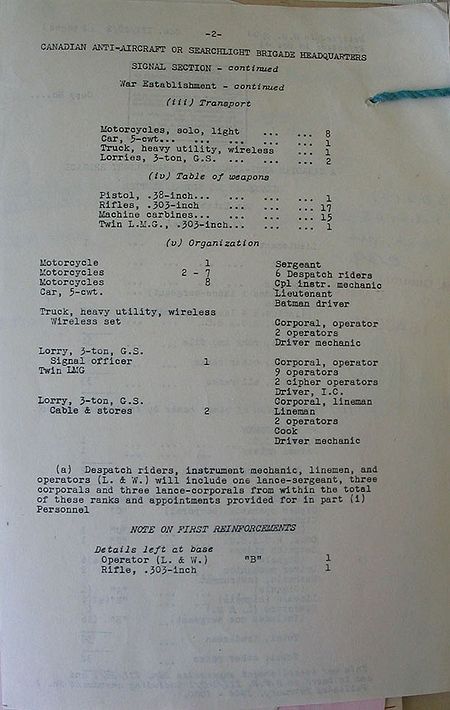 -2-
CANADIAN ANTI-AIRCRAFT OR SEARCHLIGHT BRIGADE HEADQUARTERS
SIGNAL SECTION - continued
War Establishment - continued
(iii) Transport
Motorcycles, solo, light ... ... 8
Car, 5-cwt... ... ... ... ... 1
Truck, heavy utility, wireless ... 1
Lorries, 3-ton, G.S. ... ... ... 2
(iv) Table of weapons
Pistol, .38-inch... ... ... ... 1
Rifles, .303-inch ... ... ... 17
Machine carbines... ... ... ... 15
Twin L.M.G., .303-inch... ... ... 1
(v) Organization
Motorcycle 1 Sergeant
Motorcycles 2 - 7 6 Despatch riders
Motorcycles 8 Cpl instr. mechanic
Car, 5-cwt. Lieutenant
Batman driver
Truck, heavy utility, wireless
Wireless set Corporal, operator
2 operators
Driver mechanic
Lorry, 3-ton, G.S.
Signal officer 1 Corporal, operator
Twin LMG 9 operators
2 cipher operators
Driver, I.C.
Lorry, 3-ton, G.S. Corporal, lineman
Cable & stores 2 Lineman
2 operators
Cook
Driver mechanic
(a) Despatch riders, instrument mechanic, linemen, and
operators (L. & W.) will include one lance-sergeant, three
corporals and three lance-corporals from within the total
of these ranks and appointments provided for in part (i)
Personnel
NOTE ON FIRST REINFORCEMENTS
Details left at base
Operator (L. & W.) "B" 1
Rifle, .303-inch 1